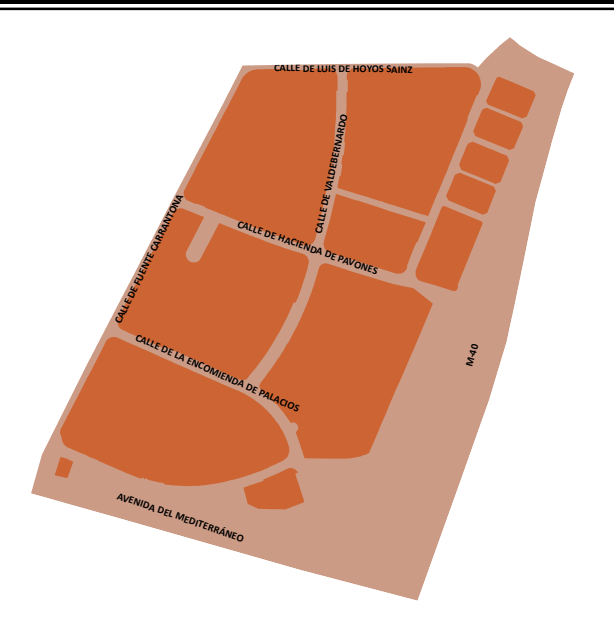 CALLE DE LUIS DE HOYOS SAINZ
CALLE DE VALDEBERNARDO
CALLE DE FUENTE CARRANTONA
CALLE DE HACIENDA DE PAVONES
CALLE DE LA ENCOMIENDA DE PALACIOS
M-40
AVENIDA DEL MEDITERRÁNEO